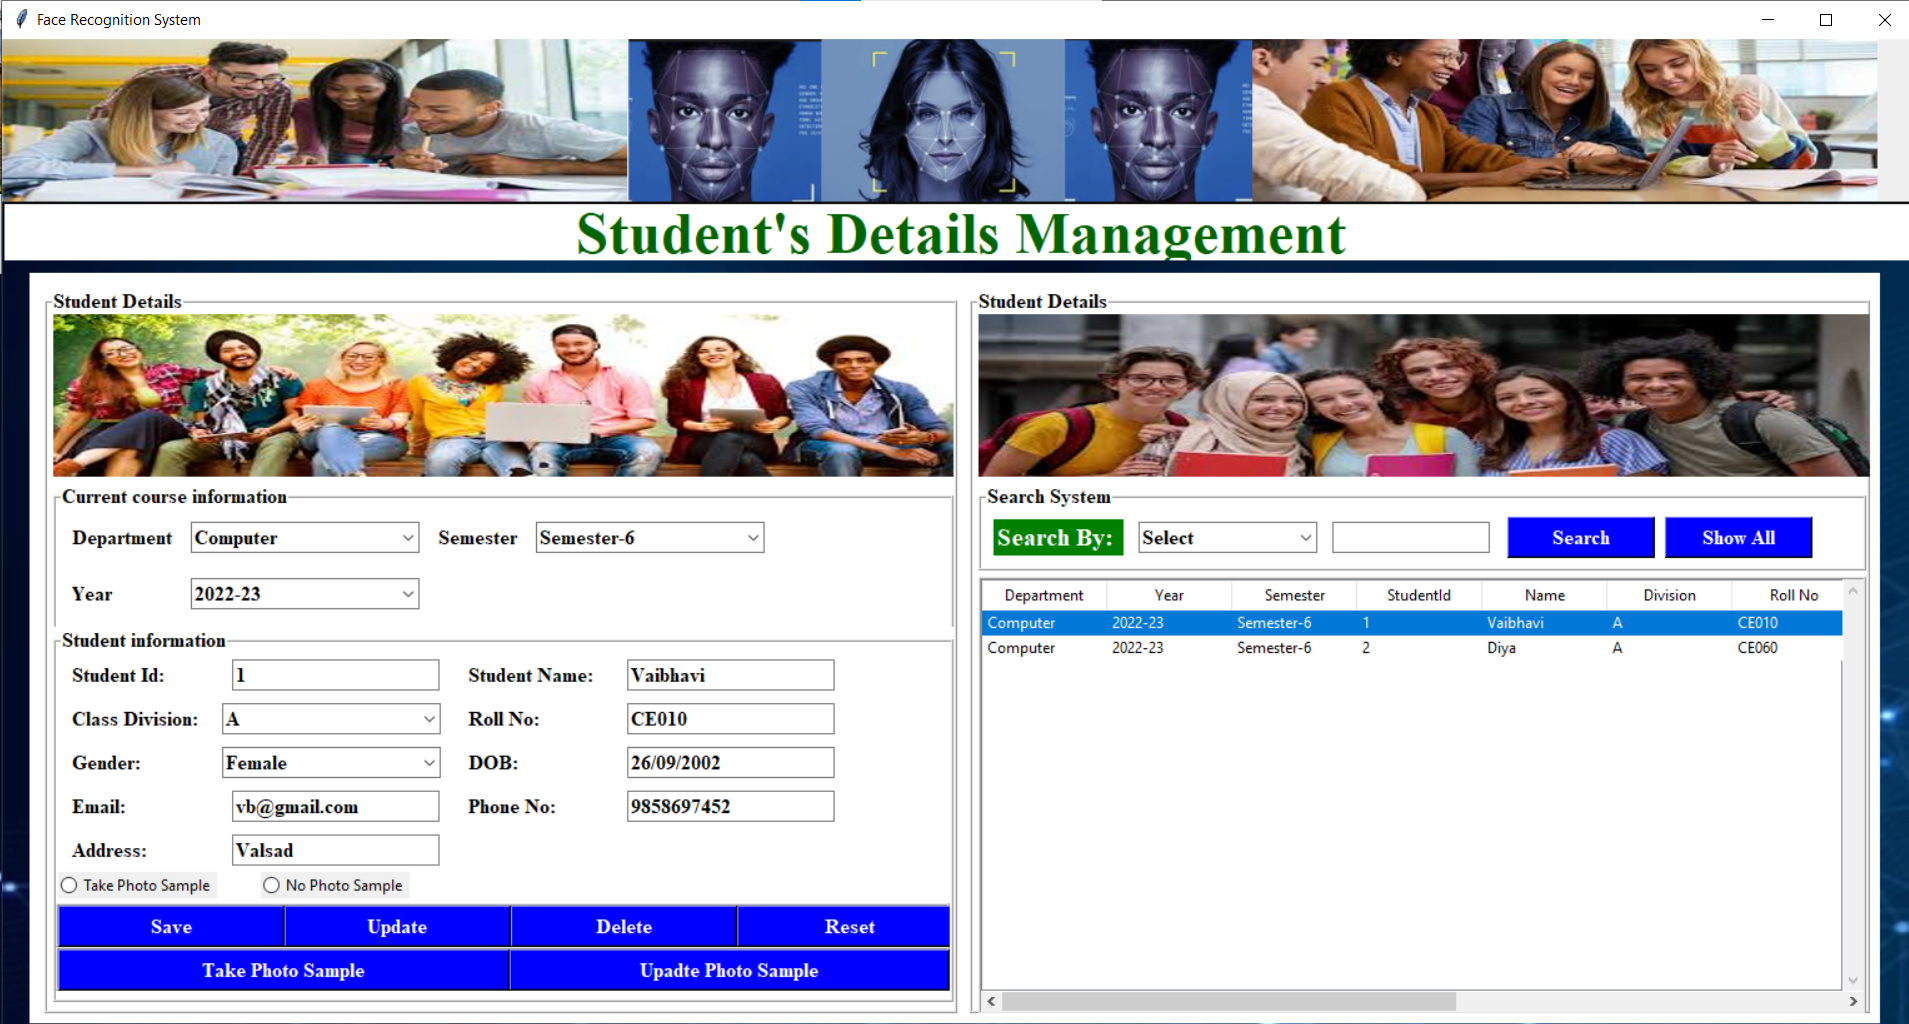 Face Recognition System
Student's Details Management
Student Details
Current course information
Department Computer Semester Semester-6
Year 2022-23
Student information
Student Id: 1 Student Name: Vaibhavi
Class Division: A Roll No: CE010
Gender: Female DOB: 26/09/2002
Email: vb@gmail.com Phone No: 9858697452
Address: Valsad
Take Photo Sample No Photo Sample
Save Update Delete Reset
Take Photo Sample Upadte Photo Sample
Student Details
Search System
Search By: Select Search Show All
Department Year Semester StudentId Name Division Roll No
Computer 2022-23 Semester-6 1 Vaibhavi A CE010
Computer 2022-23 Semester-6 2 Diya A CE060